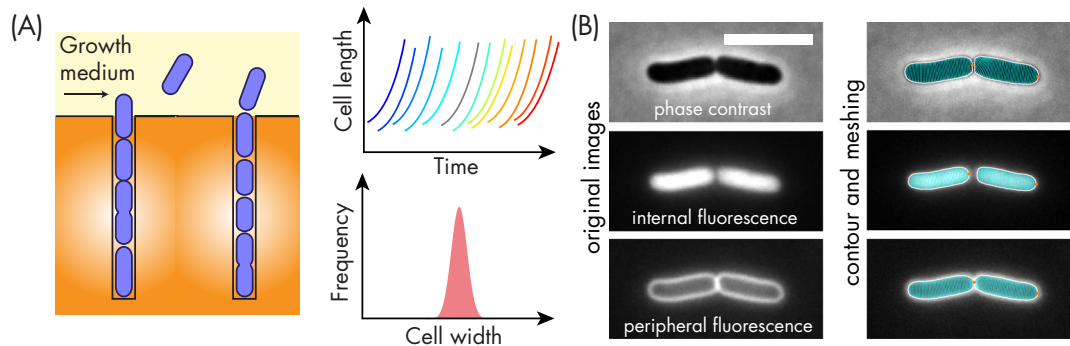 (A)
Growth
medium
Cell length
Time
Frequency
Cell width
(B)
original images
phase contrast
internal fluorescence
peripheral fluorescence
contour and meshing